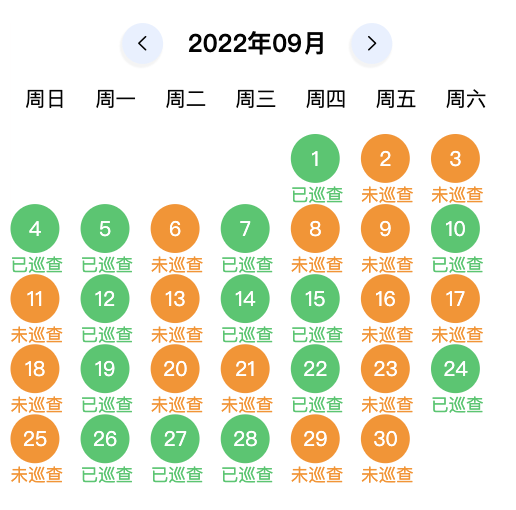 2022年09月
周日 周一 周二 周三 周四 周五 周六
1 2 3
已巡查 未巡查 未巡查
4 5 6 7 8 9 10
已巡查 已巡查 未巡查 已巡查 未巡查 未巡查 已巡查
11 12 13 14 15 16 17
未巡查 已巡查 未巡查 已巡查 已巡查 未巡查 未巡查
18 19 20 21 22 23 24
未巡查 已巡查 未巡查 未巡查 已巡查 未巡查 已巡查
25 26 27 28 29 30
未巡查 已巡查 已巡查 已巡查 未巡查 未巡查